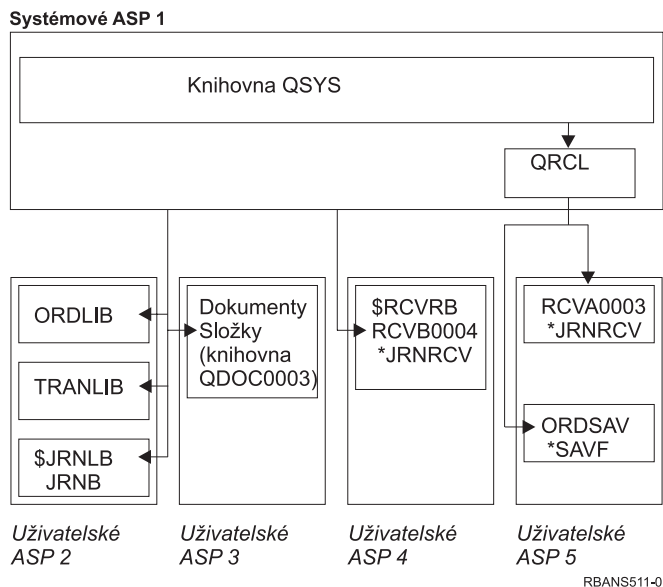 Systémové ASP 1
Knihovna QSYS
QRCL
ORDLIB
TRANLIB
$JRNLB
JRNB
Dokumenty
Složky
(knihovna
QDOC0003)
$RCVRB
RCVB0004
*JRNRCV
RCVA0003
*JRNRCV
ORDSAV
*SAVF
Uživatelské
ASP 2
Uživatelské
ASP 3
Uživatelské
ASP 4
Uživatelské
ASP 5
RBANS511-0